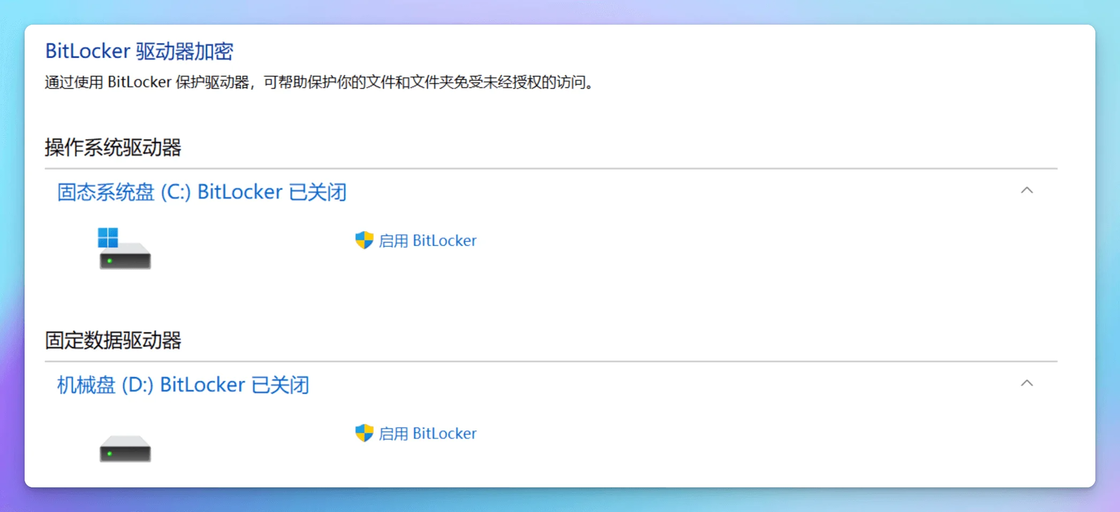 BitLocker 驱动器加密
通过使用 BitLocker 保护驱动器，可帮助保护你的文件和文件夹免受未经授权的访问。
操作系统驱动器
固态系统盘 (C:) BitLocker 已关闭
启用 BitLocker
固定数据驱动器
机械盘 (D:) BitLocker 已关闭
启用 BitLocker